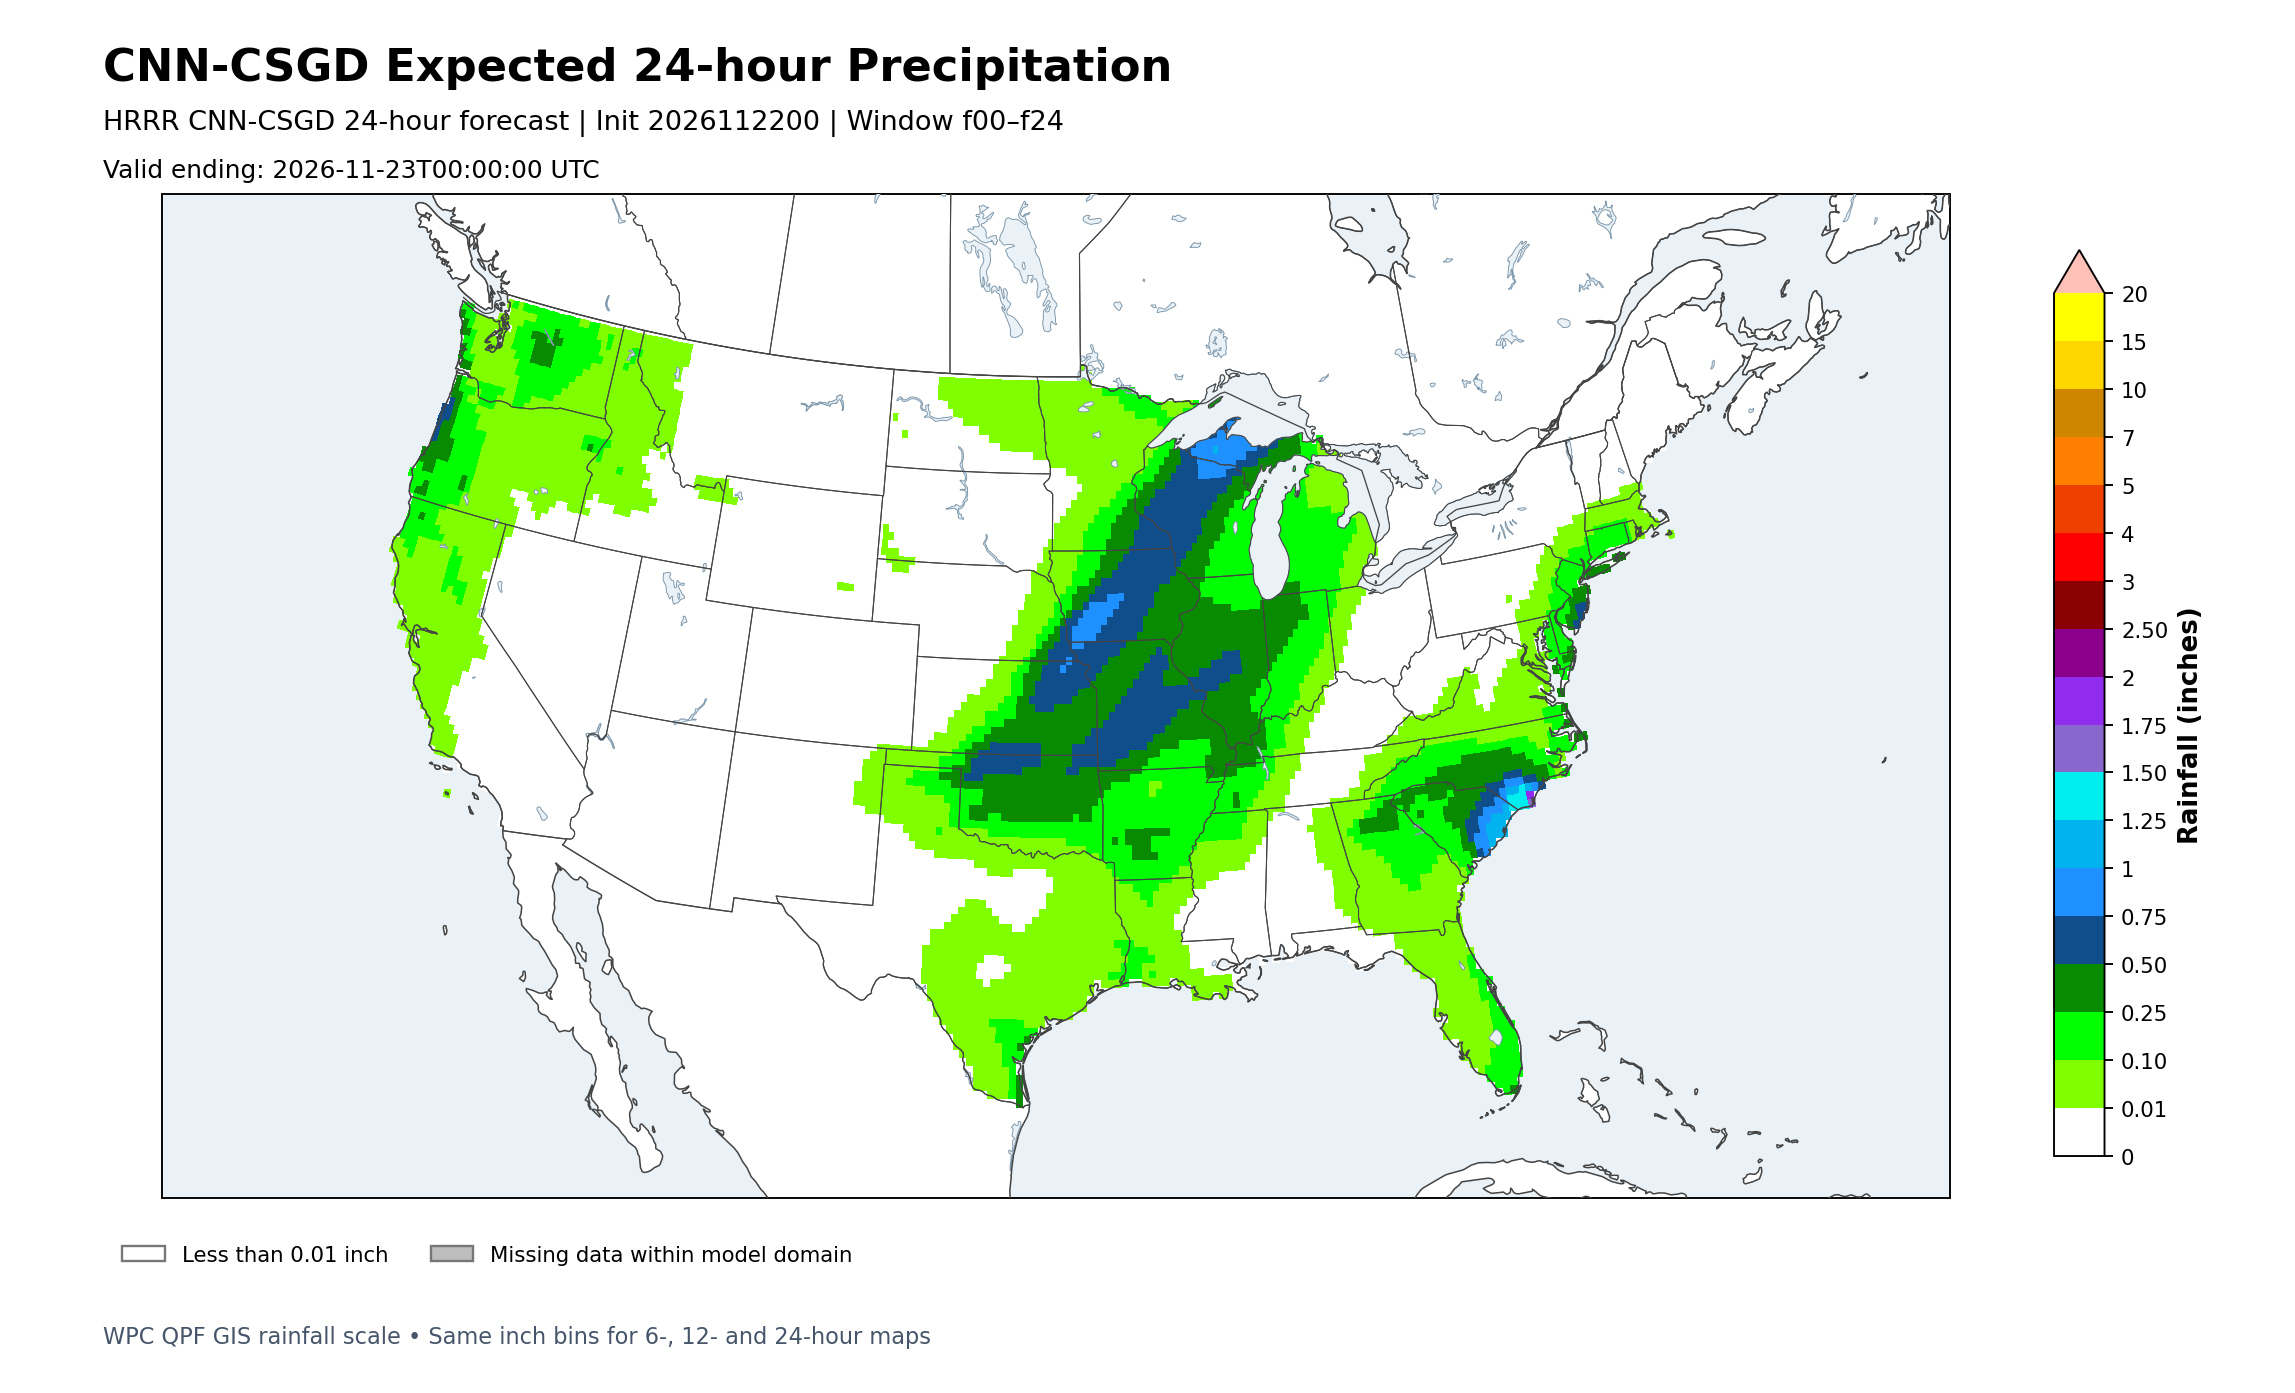 CNN-CSGD Expected 24-hour Precipitation
HRRR CNN-CSGD 24-hour forecast | Init 2026112200 | Window f00–f24
Valid ending: 2026-11-23T00:00:00 UTC
20
15
10
7
5
4
3
2.50
2
1.75
1.50
1.25
1
0.75
0.50
0.25
0.10
0.01
0
Rainfall (inches)
Less than 0.01 inch
Missing data within model domain
WPC QPF GIS rainfall scale • Same inch bins for 6-, 12- and 24-hour maps